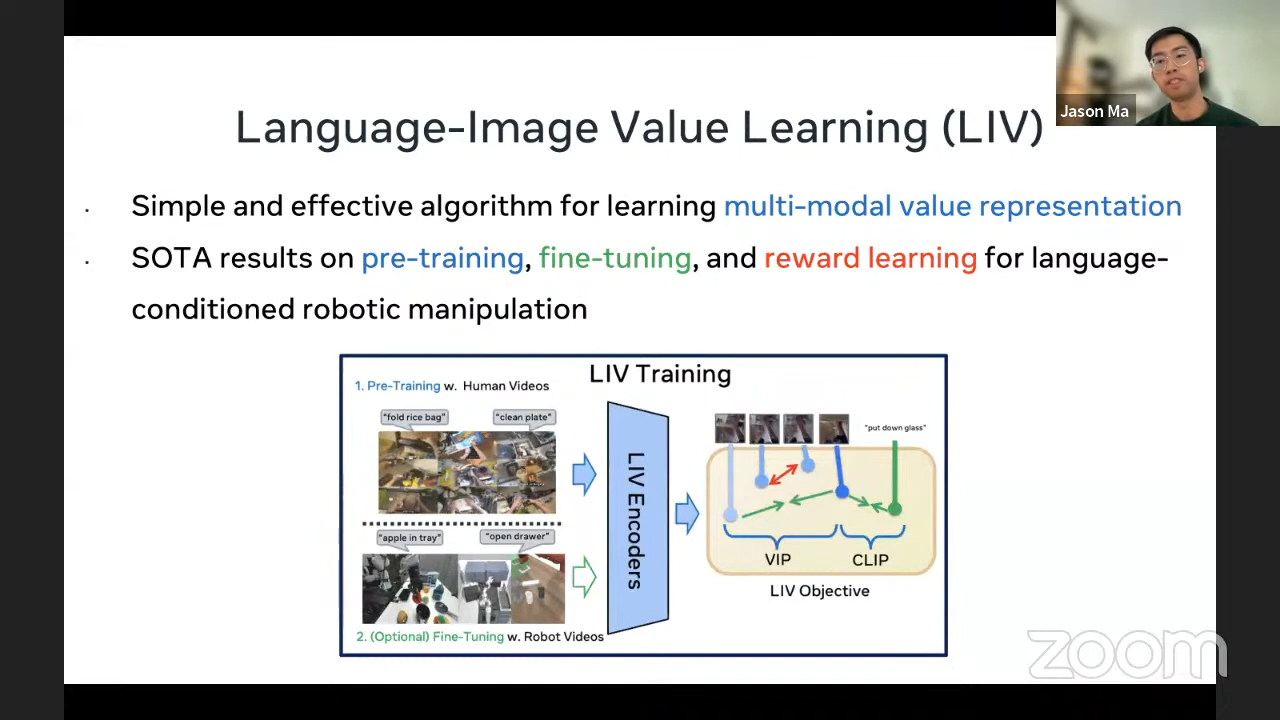 Jason Ma
Language-Image Value Learning (LIV)
· Simple and effective algorithm for learning multi-modal value representation
· SOTA results on pre-training, fine-tuning, and reward learning for language-
conditioned robotic manipulation
LIV Training
1. Pre-Training w. Human Videos
"fold rice bag"
"clean plate"
"apple in tray"
"open drawer"
2. (Optional) Fine-Tuning w. Robot Videos
LIV Encoders
"put down glass"
VIP
CLIP
LIV Objective
zoom